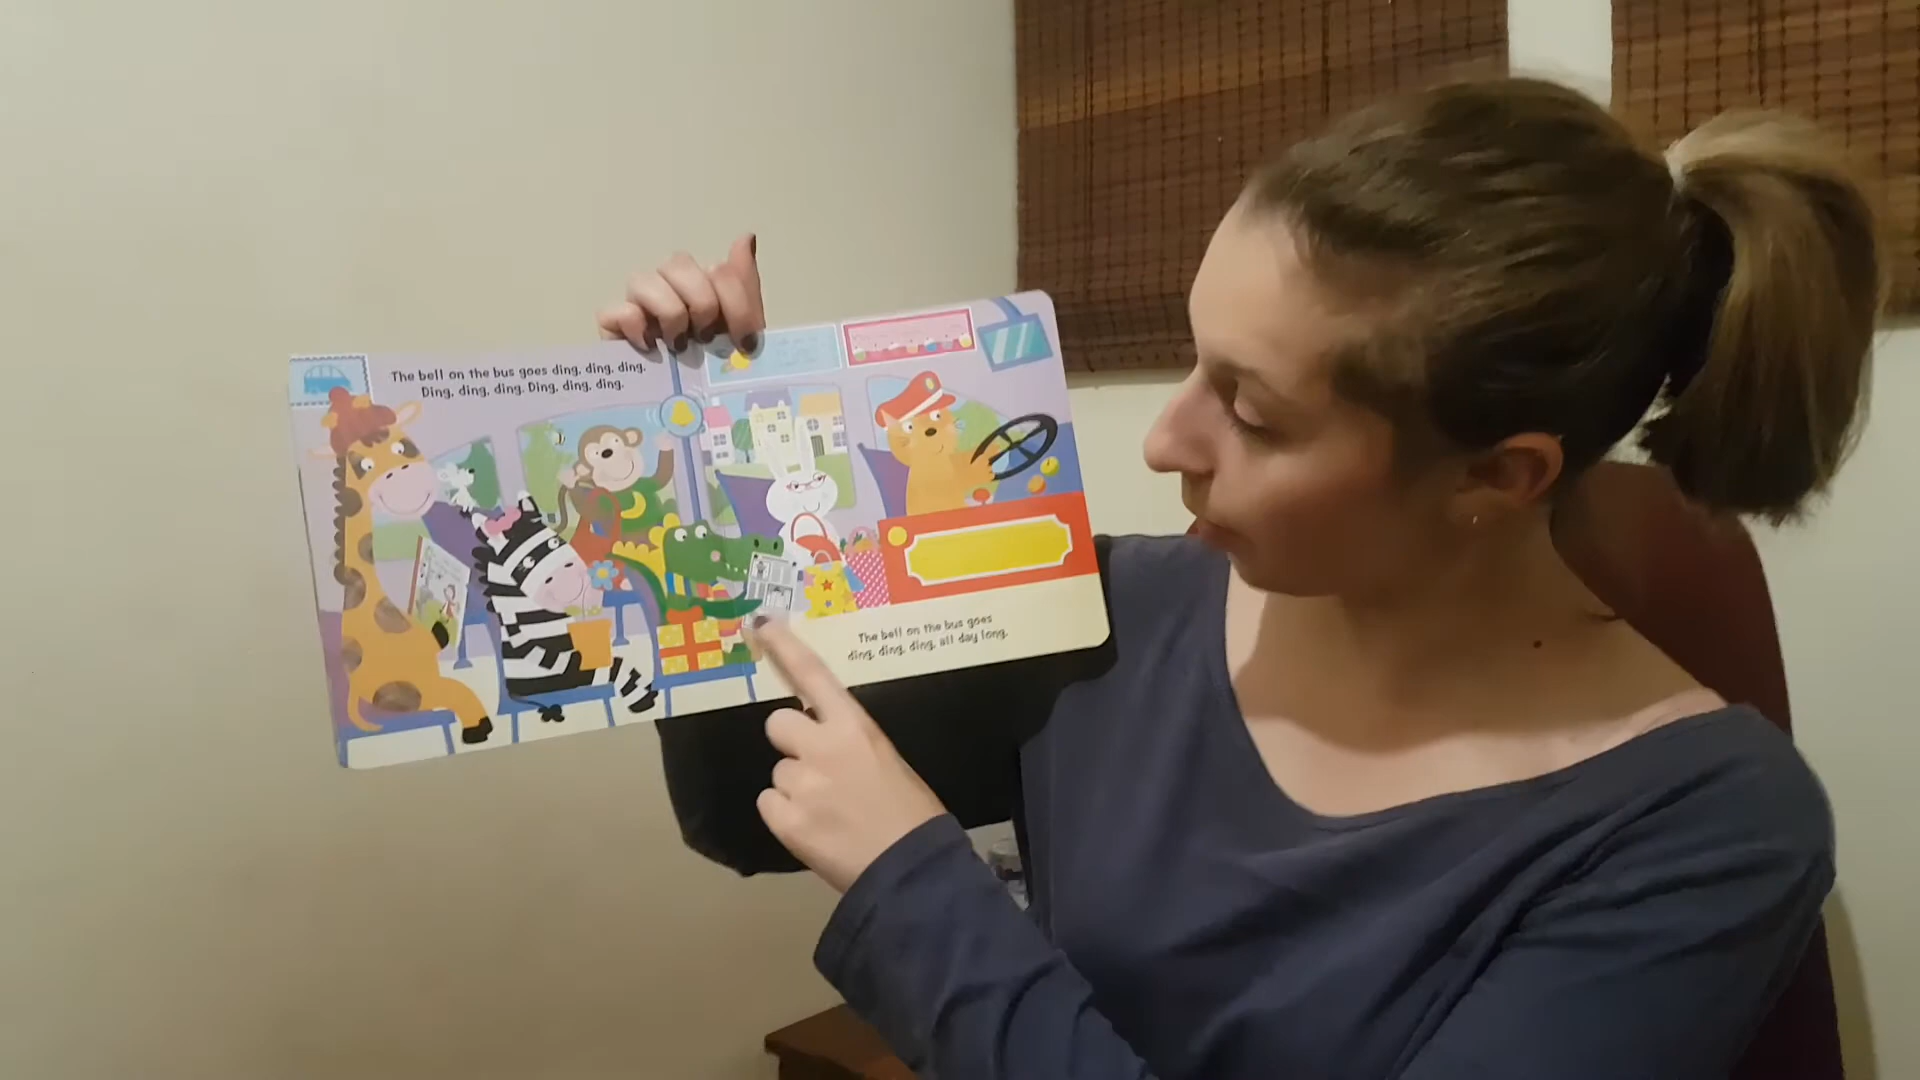 The bell on the bus goes ding, ding, ding.
Ding, ding, ding. Ding, ding, ding.
The bell on the bus goes
ding, ding, ding, all day long.